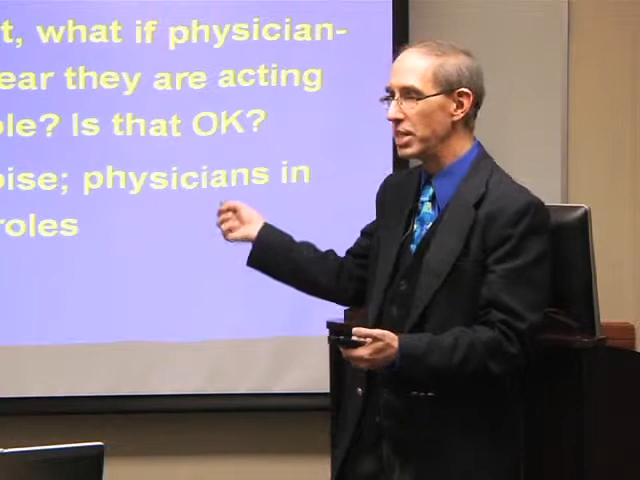 t, what if physician-
ear they are acting
ole? Is that OK?
oise; physicians in
roles